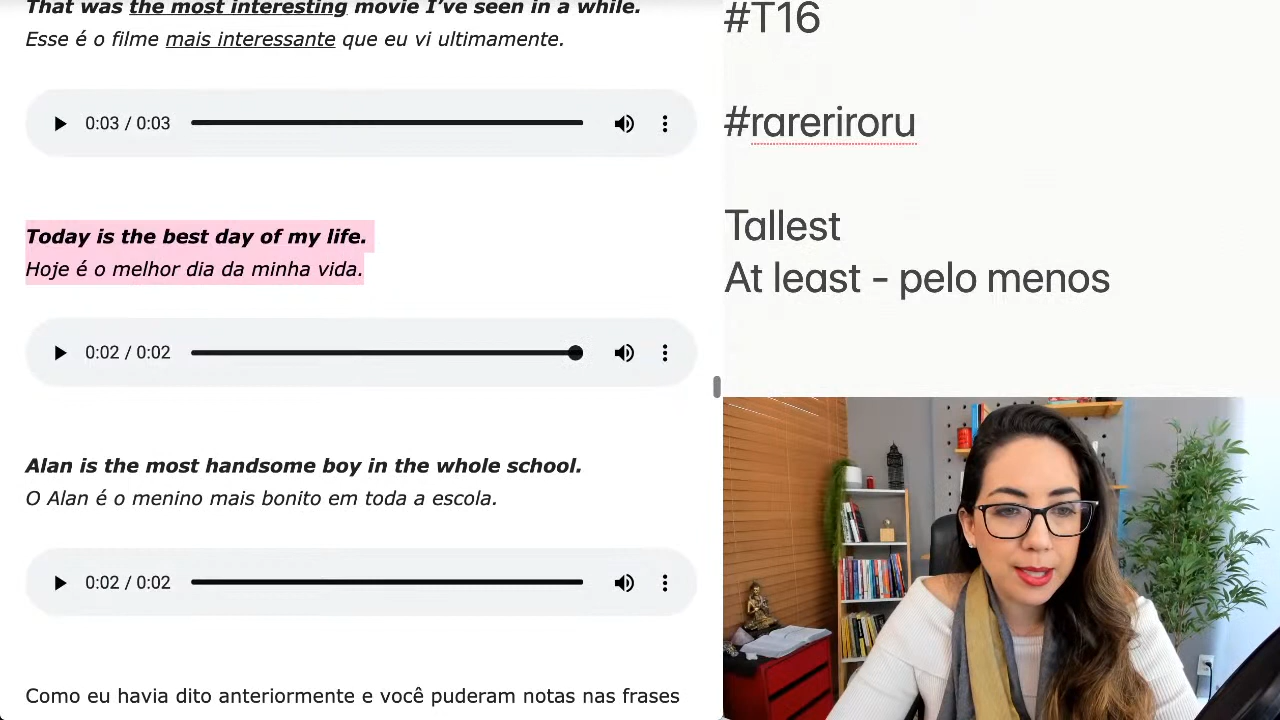 That was the most interesting movie I’ve seen in a while.
Esse é o filme mais interessante que eu vi ultimamente.
0:03 / 0:03
Today is the best day of my life.
Hoje é o melhor dia da minha vida.
0:02 / 0:02
Alan is the most handsome boy in the whole school.
O Alan é o menino mais bonito em toda a escola.
0:02 / 0:02
Como eu havia dito anteriormente e você puderam notas nas frases
#T16
#rareriroru
Tallest
At least - pelo menos